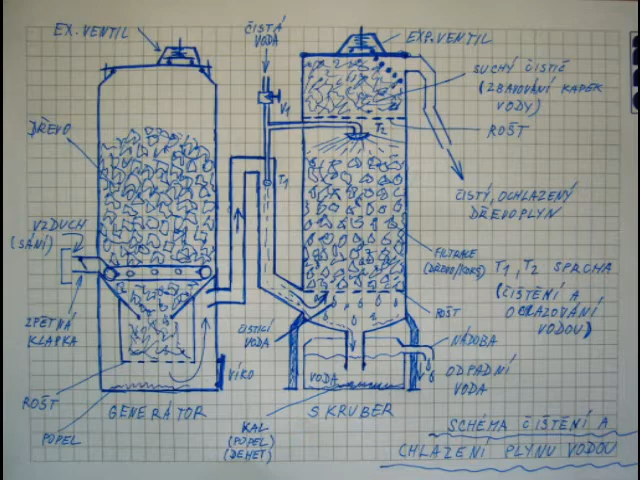 EX. VENTIL
ČISTÁ
VODA
EXP. VENTIL
SUCHÝ ČISTIČ
(ZBAVOVÁNÍ KAPEK
VODY)
V1
T2
ROŠT
DŘEVO
T1
ČISTÝ, OCHLAZENÝ
DŘEVOPLYN
VZDUCH
(SÁNÍ)
FILTRACE
(DŘEVO/KOKS)
T1, T2 SPRCHA
(ČIŠTĚNÍ A
OCHLAZOVÁNÍ
VODOU)
ZPĚTNÁ
KLAPKA
ČISTICÍ
VODA
ROŠT
NÁDOBA
ODPADNÍ
VODA
VÍKO
VODA
ROŠT
POPEL
GENERÁTOR
SKRUBER
KAL
(POPEL)
(DEHET)
SCHÉMA ČIŠTĚNÍ A
CHLAZENÍ PLYNU VODOU